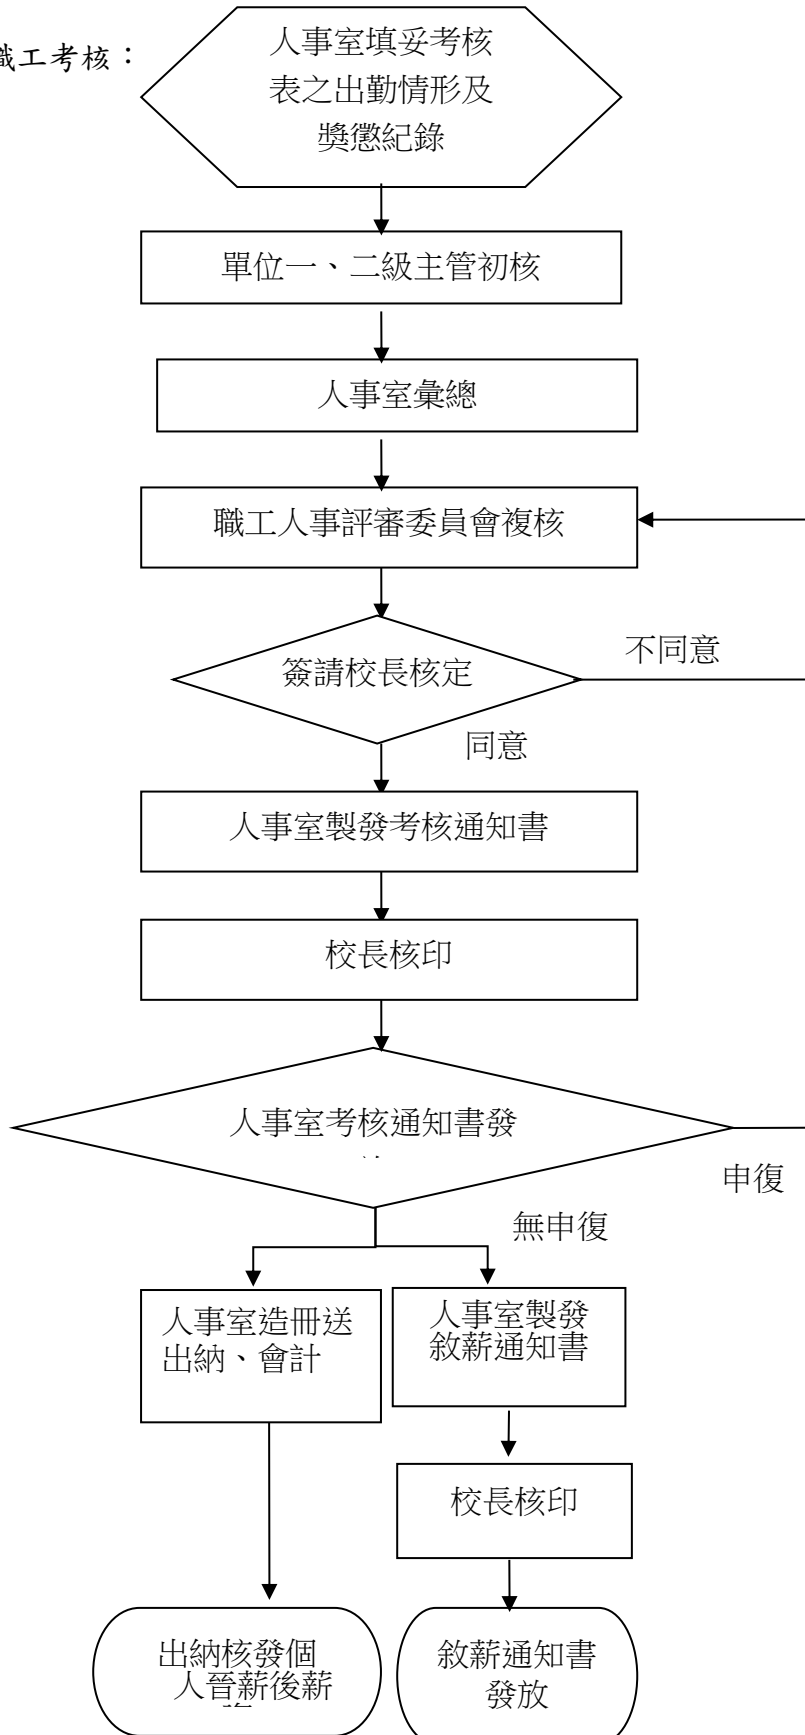 職工考核：
人事室填妥考核
表之出勤情形及
獎懲紀錄
單位一、二級主管初核
人事室彙總
職工人事評審委員會複核
簽請校長核定
不同意
同意
人事室製發考核通知書
校長核印
人事室考核通知書發
申復
無申復
人事室造冊送
出納、會計
人事室製發
敘薪通知書
校長核印
出納核發個
人晉薪後薪
敘薪通知書
發放